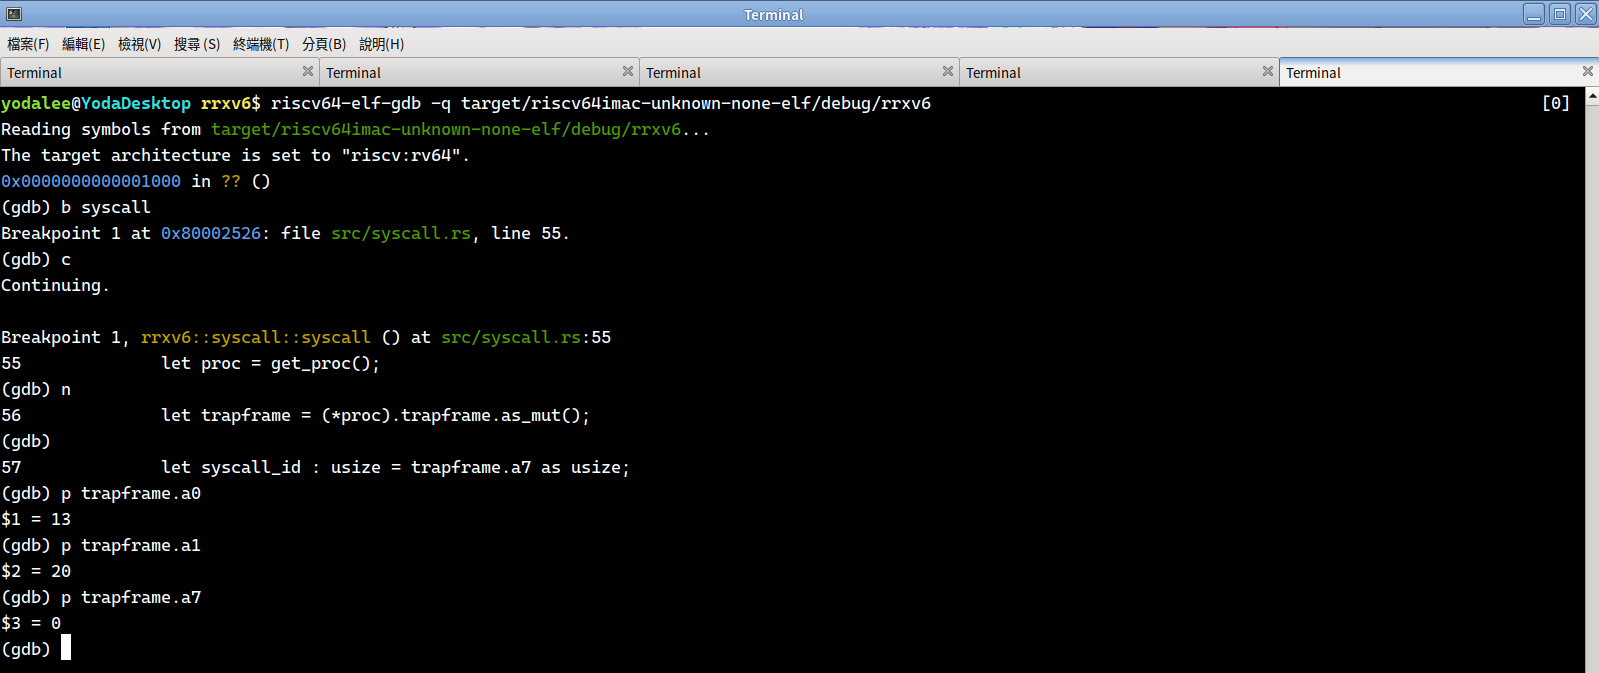 Terminal
檔案(F) 編輯(E) 檢視(V) 搜尋 (S) 終端機(T) 分頁(B) 說明(H)
Terminal Terminal Terminal Terminal Terminal
yodalee@YodaDesktop rrxv6$ riscv64-elf-gdb -q target/riscv64imac-unknown-none-elf/debug/rrxv6 [0]
Reading symbols from target/riscv64imac-unknown-none-elf/debug/rrxv6...
The target architecture is set to "riscv:rv64".
0x0000000000001000 in ?? ()
(gdb) b syscall
Breakpoint 1 at 0x80002526: file src/syscall.rs, line 55.
(gdb) c
Continuing.

Breakpoint 1, rrxv6::syscall::syscall () at src/syscall.rs:55
55              let proc = get_proc();
(gdb) n
56              let trapframe = (*proc).trapframe.as_mut();
(gdb)
57              let syscall_id : usize = trapframe.a7 as usize;
(gdb) p trapframe.a0
$1 = 13
(gdb) p trapframe.a1
$2 = 20
(gdb) p trapframe.a7
$3 = 0
(gdb)